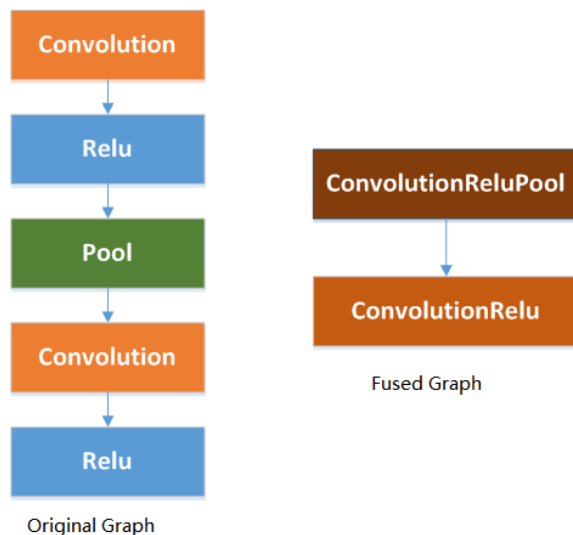 Convolution
Relu
Pool
Convolution
Relu
Original Graph
ConvolutionReluPool
ConvolutionRelu
Fused Graph